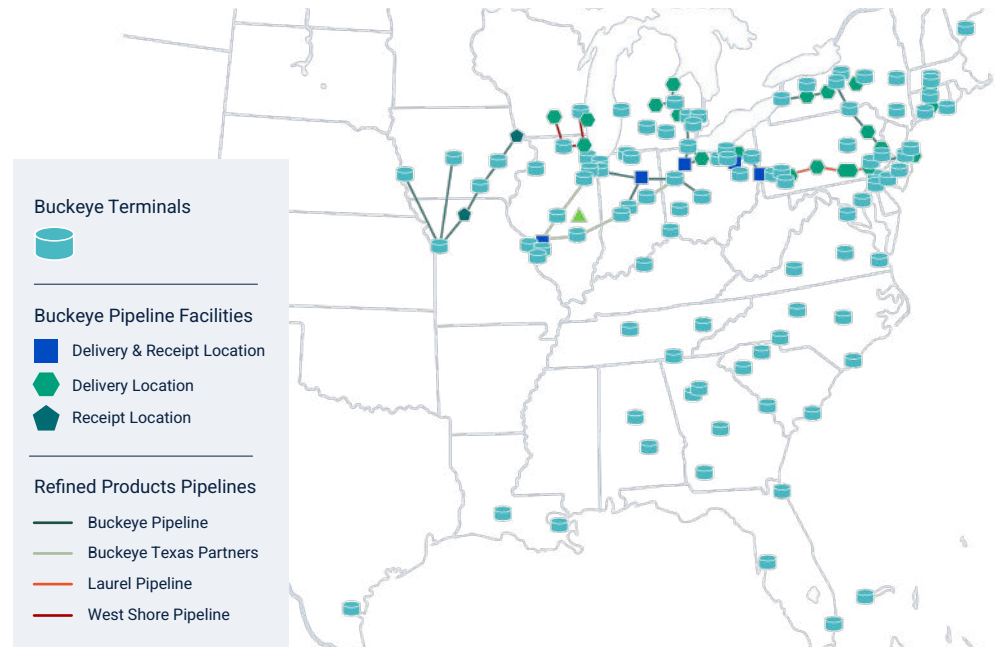 Buckeye Terminals
Buckeye Pipeline Facilities
Delivery & Receipt Location
Delivery Location
Receipt Location
Refined Products Pipelines
Buckeye Pipeline
Buckeye Texas Partners
Laurel Pipeline
West Shore Pipeline